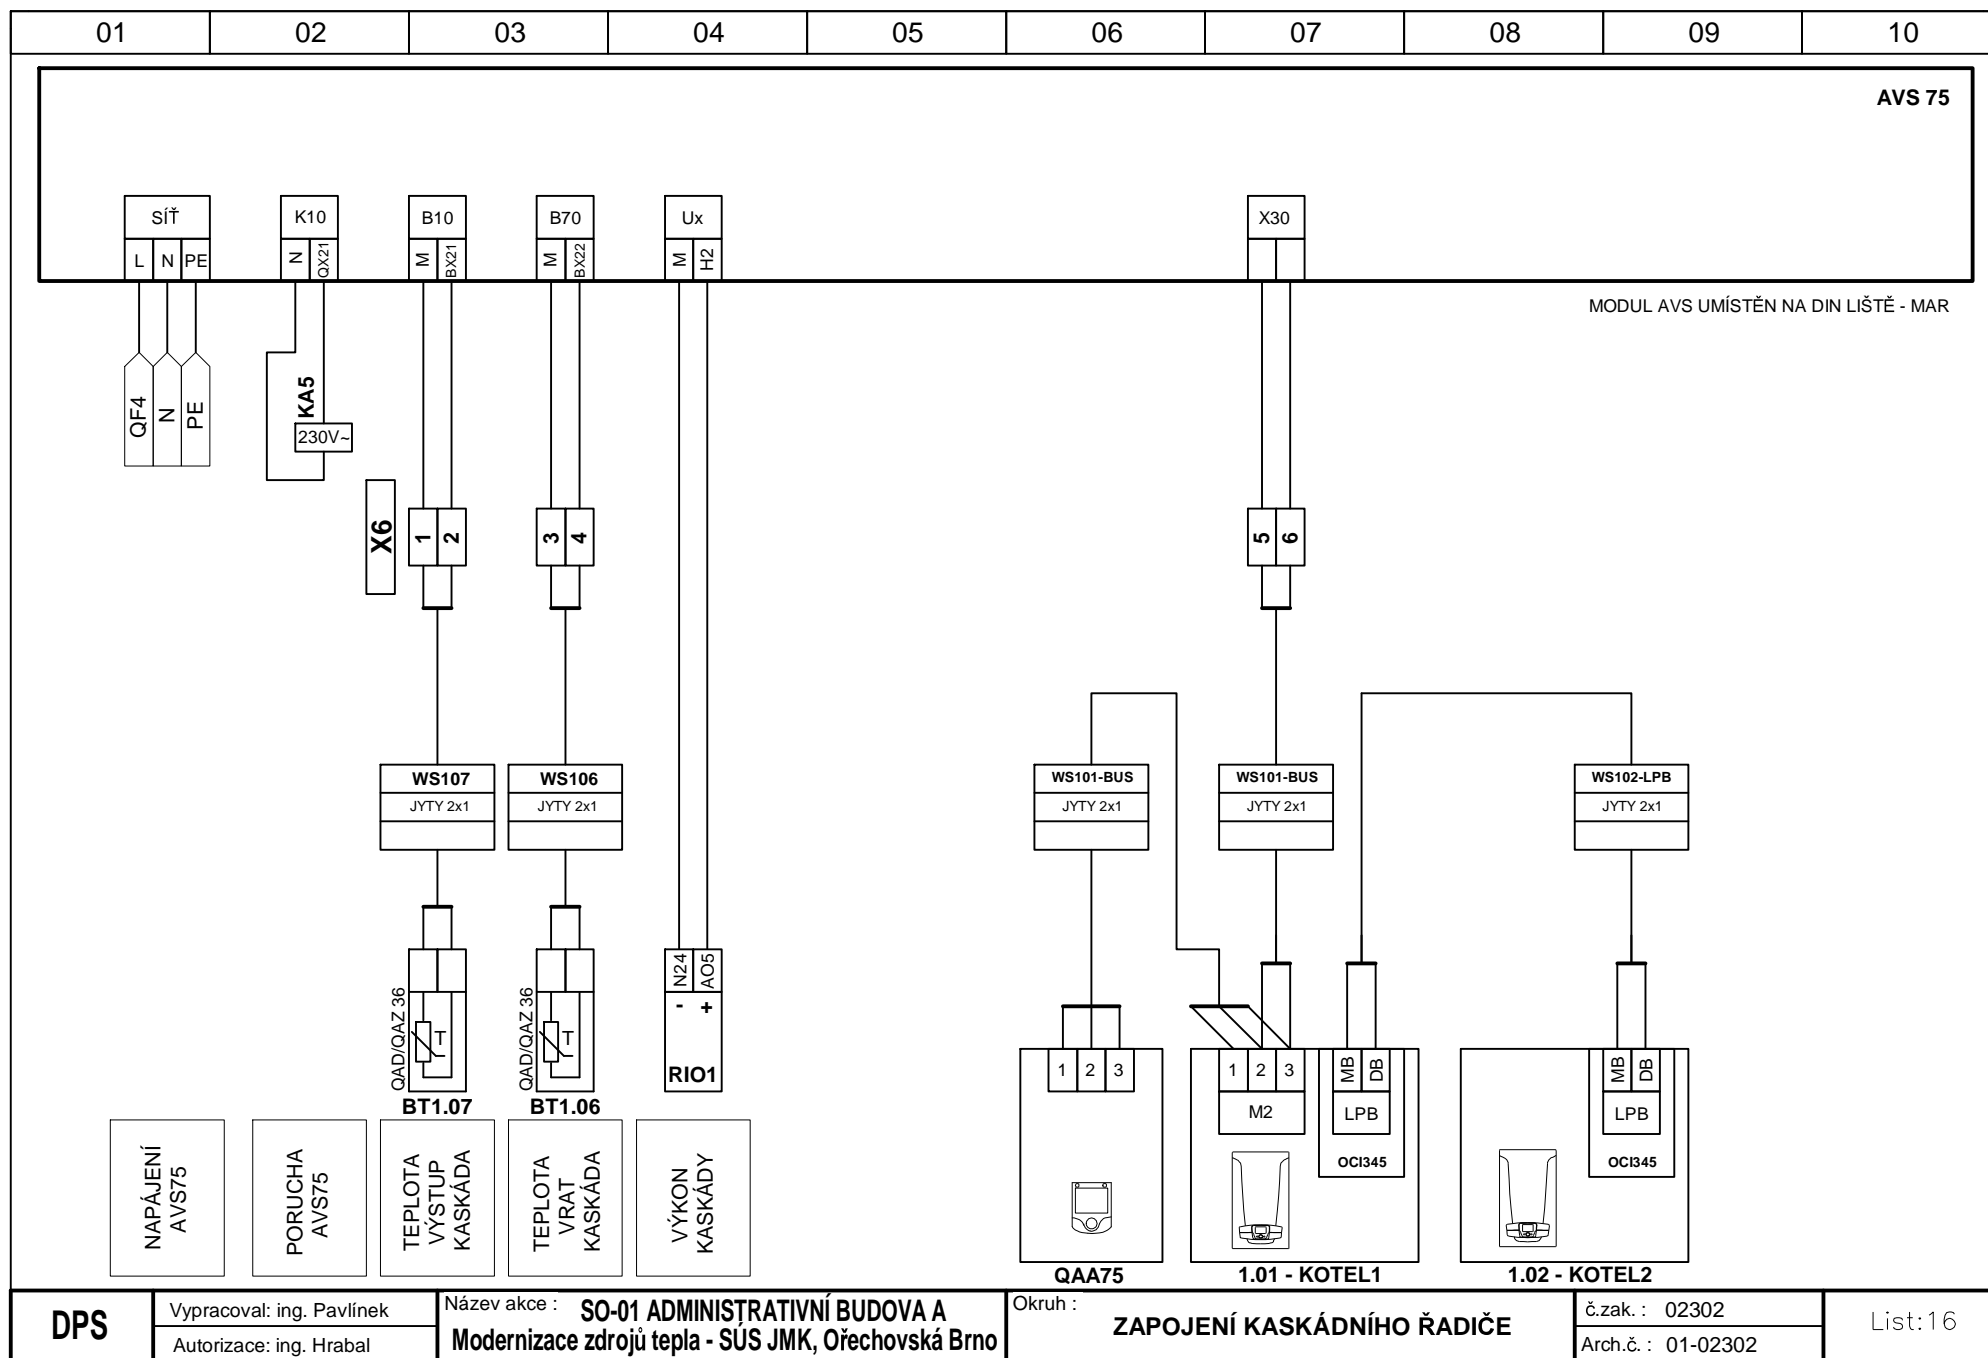 01 02 03 04 05 06 07 08 09 10
AVS 75
SÍŤ K10 B10 B70 Ux X30
L N PE N QX21 M BX21 M BX22 M H2
MODUL AVS UMÍSTĚN NA DIN LIŠTĚ - MAR
QF4 N PE
KA5
230V~
X6 1 2 3 4 5 6
WS107 WS106 WS101-BUS WS101-BUS WS102-LPB
JYTY 2x1 JYTY 2x1 JYTY 2x1 JYTY 2x1 JYTY 2x1
N24 AO5
- +
QAD/QAZ 36 T QAD/QAZ 36 T
RIO1
1 2 3 1 2 3 MB DB MB DB
M2 LPB LPB
BT1.07 BT1.06
OCI345 OCI345
NAPÁJENÍ
AVS75
PORUCHA
AVS75
TEPLOTA
VÝSTUP
KASKÁDA
TEPLOTA
VRAT
KASKÁDA
VÝKON
KASKÁDY
QAA75 1.01 - KOTEL1 1.02 - KOTEL2
DPS
Vypracoval: ing. Pavlínek
Autorizace: ing. Hrabal
Název akce : SO-01 ADMINISTRATIVNÍ BUDOVA A
Modernizace zdrojů tepla - SÚS JMK, Ořechovská Brno
Okruh :
ZAPOJENÍ KASKÁDNÍHO ŘADIČE
č.zak. : 02302
Arch.č. : 01-02302
List:16